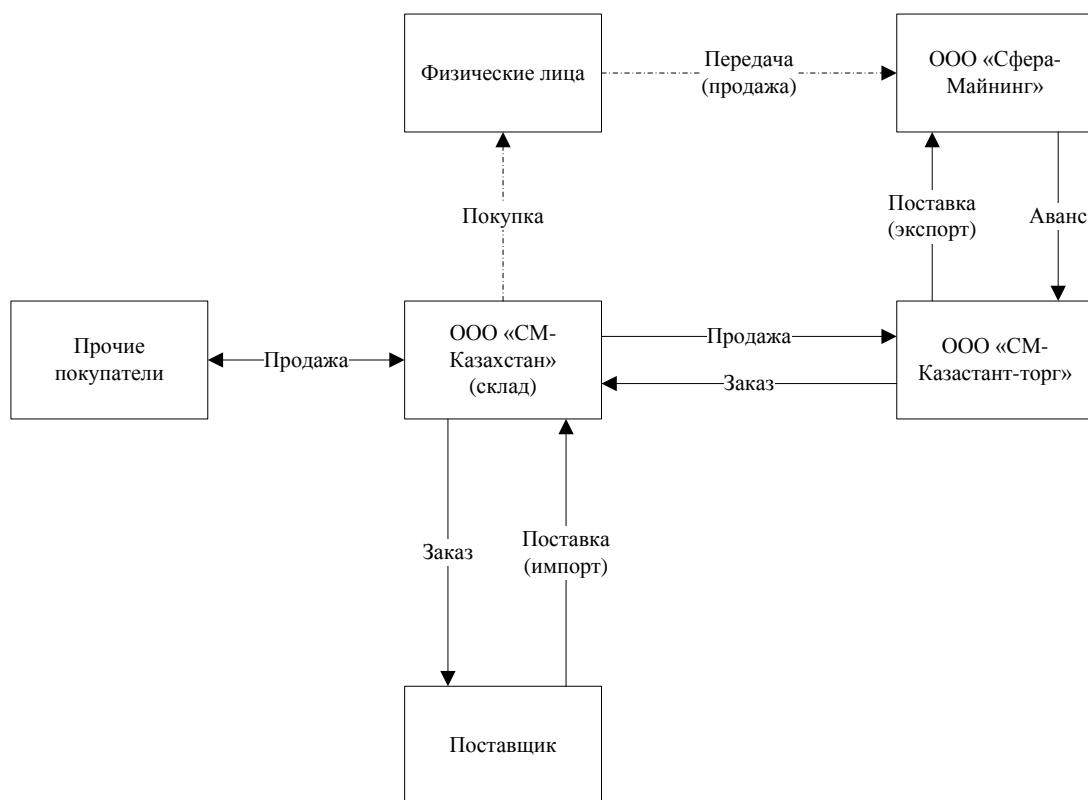 Физические лица
Передача
(продажа)
ООО «Сфера-
Майнинг»
Покупка
Поставка
(экспорт)
Аванс
Прочие
покупатели
Продажа
ООО «СМ-
Казахстан»
(склад)
Продажа
Заказ
ООО «СМ-
Казастант-торг»
Заказ
Поставка
(импорт)
Поставщик